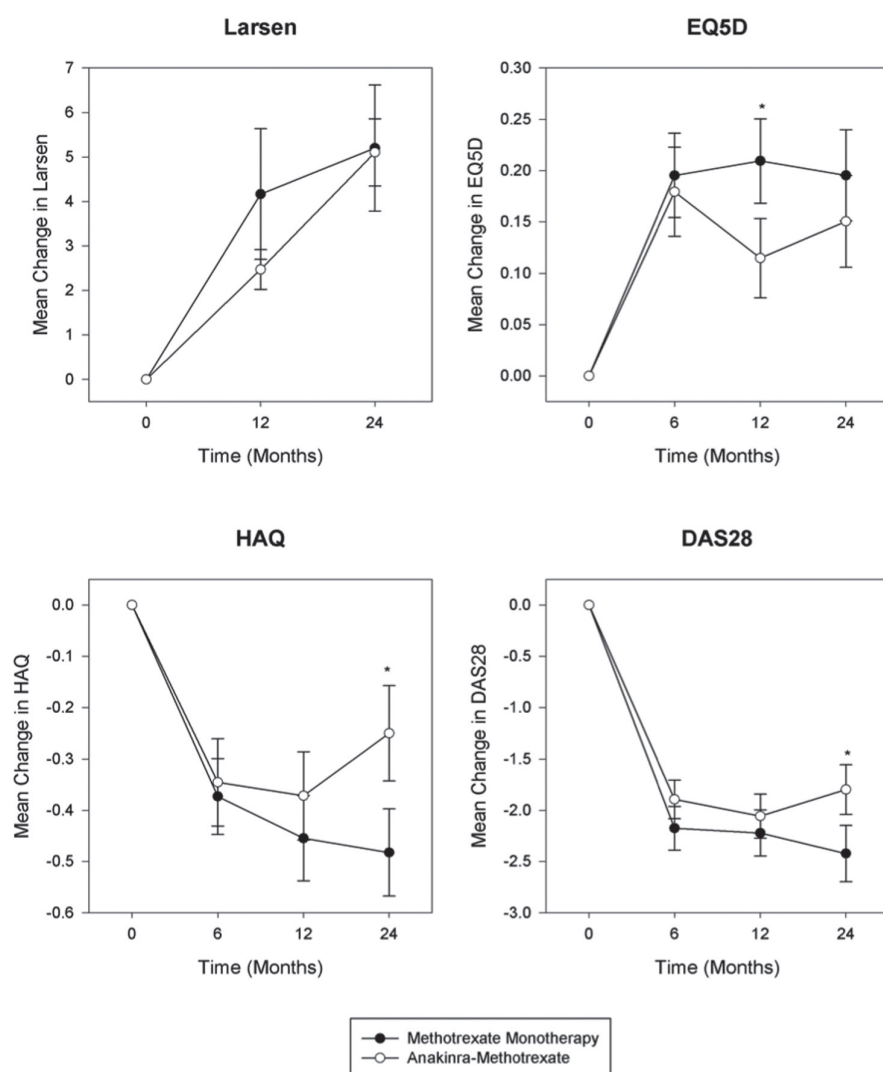 Larsen
Mean Change in Larsen
7
6
5
4
3
2
1
0
0 12 24
Time (Months)
EQ5D
Mean Change in EQ5D
0.30
0.25
0.20
0.15
0.10
0.05
0.00
*
0 6 12 24
Time (Months)
HAQ
Mean Change in HAQ
0.0
-0.1
-0.2
-0.3
-0.4
-0.5
-0.6
*
0 6 12 24
Time (Months)
DAS28
Mean Change in DAS28
0.0
-0.5
-1.0
-1.5
-2.0
-2.5
-3.0
*
0 6 12 24
Time (Months)
Methotrexate Monotherapy
Anakinra-Methotrexate